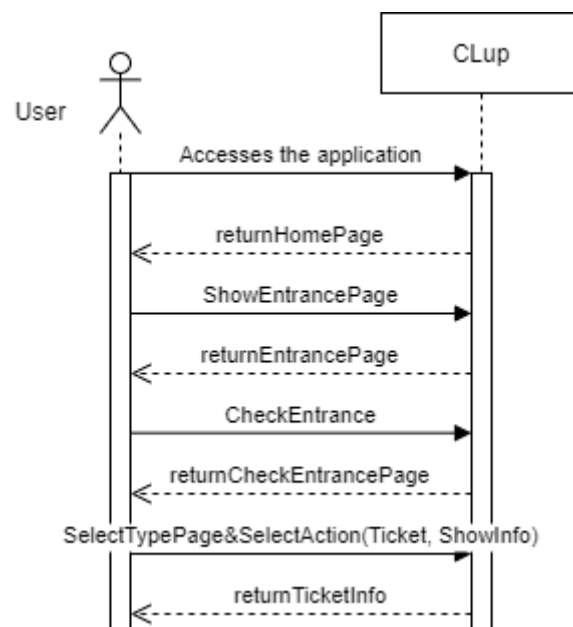 CLup
User
Accesses the application
returnHomePage
ShowEntrancePage
returnEntrancePage
CheckEntrance
returnCheckEntrancePage
SelectTypePage&SelectAction(Ticket, ShowInfo)
returnTicketInfo